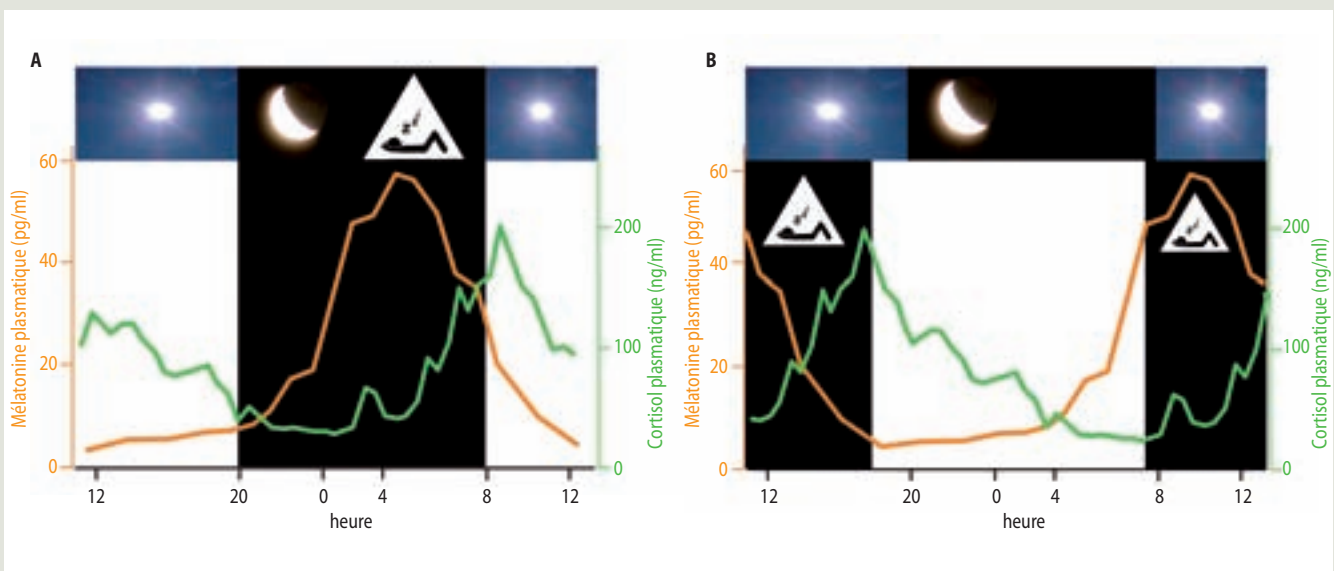 A
60
40
20
0
Mélatonine plasmatique (pg/ml)
z
200
100
0
Cortisol plasmatique (ng/ml)
12 20 0 4 8 12
heure
B
60
40
20
0
Mélatonine plasmatique (pg/ml)
z
z
200
100
0
Cortisol plasmatique (ng/ml)
12 20 0 4 8 12
heure